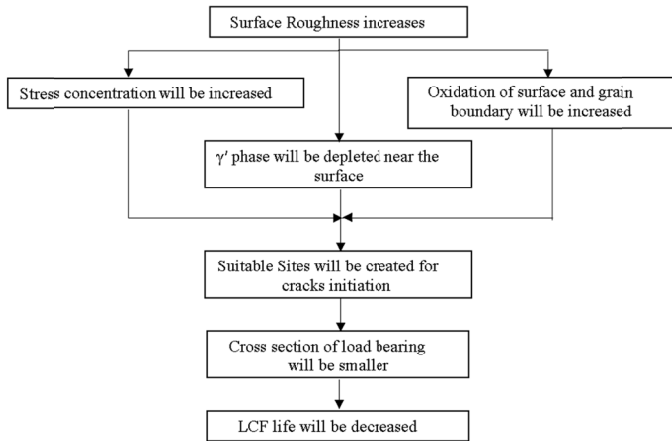 Surface Roughness increases
Stress concentration will be increased
Oxidation of surface and grain
boundary will be increased
γ' phase will be depleted near the
surface
Suitable Sites will be created for
cracks initiation
Cross section of load bearing
will be smaller
LCF life will be decreased